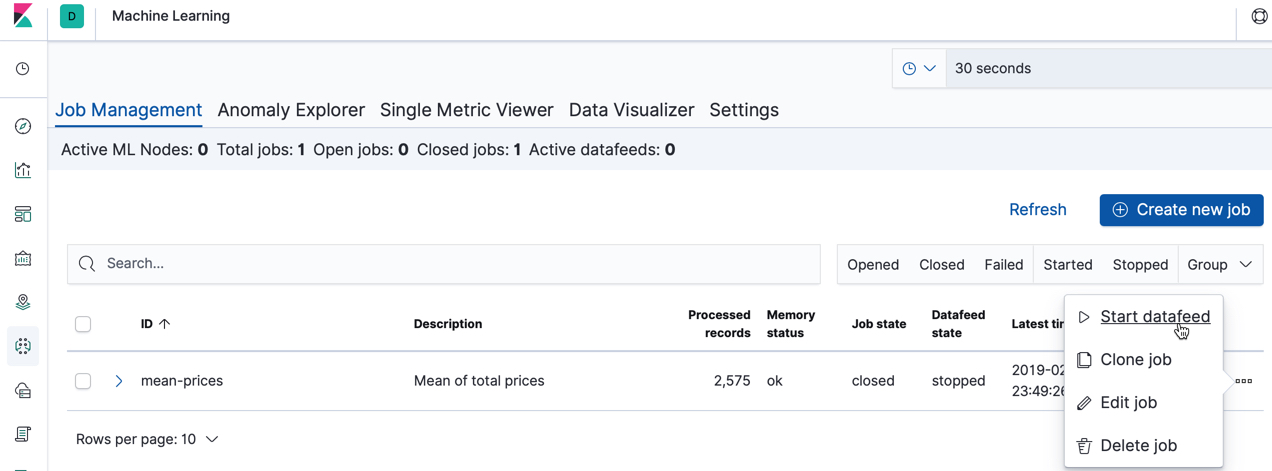 D Machine Learning
30 seconds
Job Management Anomaly Explorer Single Metric Viewer Data Visualizer Settings
Active ML Nodes: 0 Total jobs: 1 Open jobs: 0 Closed jobs: 1 Active datafeeds: 0
Refresh Create new job
Search... Opened Closed Failed Started Stopped Group
ID Description Processed records Memory status Job state Datafeed state Latest
mean-prices Mean of total prices 2,575 ok closed stopped 2019-02
23:49:26
Start datafeed
Clone job
Edit job
Delete job
Rows per page: 10